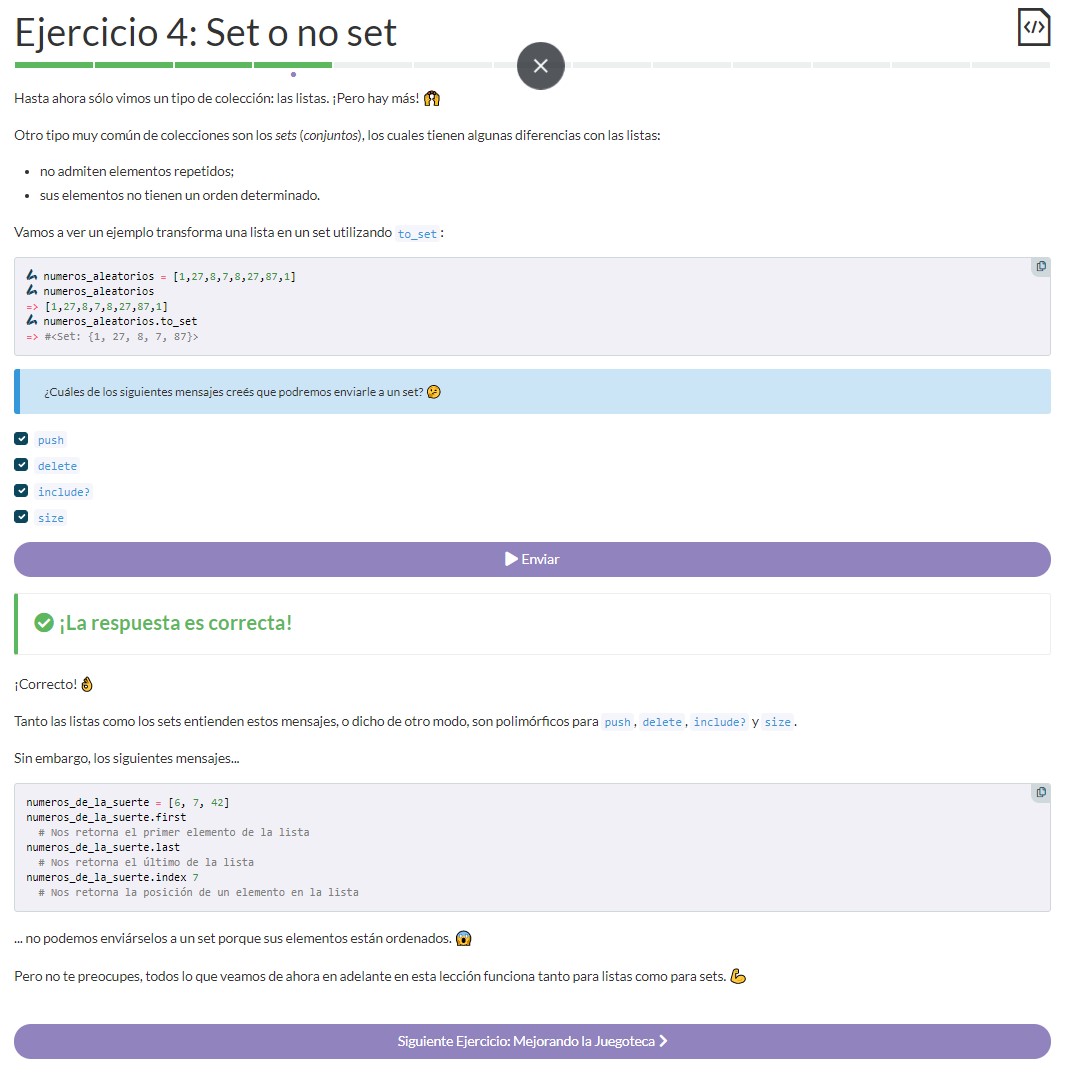 Ejercicio 4: Set o no set
</>
Hasta ahora sólo vimos un tipo de colección: las listas. ¡Pero hay más! 🙌
Otro tipo muy común de colecciones son los sets (conjuntos), los cuales tienen algunas diferencias con las listas:
• no admiten elementos repetidos;
• sus elementos no tienen un orden determinado.
Vamos a ver un ejemplo transforma una lista en un set utilizando to_set :
numeros_aleatorios = [1,27,8,7,8,27,87,1]
numeros_aleatorios
=> [1,27,8,7,8,27,87,1]
numeros_aleatorios.to_set
=> #<Set: {1, 27, 8, 7, 87}>
¿Cuáles de los siguientes mensajes creés que podremos enviarle a un set? 🤔
push
delete
include?
size
Enviar
¡La respuesta es correcta!
¡Correcto! 👌
Tanto las listas como los sets entienden estos mensajes, o dicho de otro modo, son polimórficos para push, delete, include? y size.
Sin embargo, los siguientes mensajes...
numeros_de_la_suerte = [6, 7, 42]
numeros_de_la_suerte.first
# Nos retorna el primer elemento de la lista
numeros_de_la_suerte.last
# Nos retorna el último de la lista
numeros_de_la_suerte.index 7
# Nos retorna la posición de un elemento en la lista
... no podemos enviárselos a un set porque sus elementos están ordenados. 😱
Pero no te preocupes, todos lo que veamos de ahora en adelante en esta lección funciona tanto para listas como para sets. 💪
Siguiente Ejercicio: Mejorando la Juegoteca